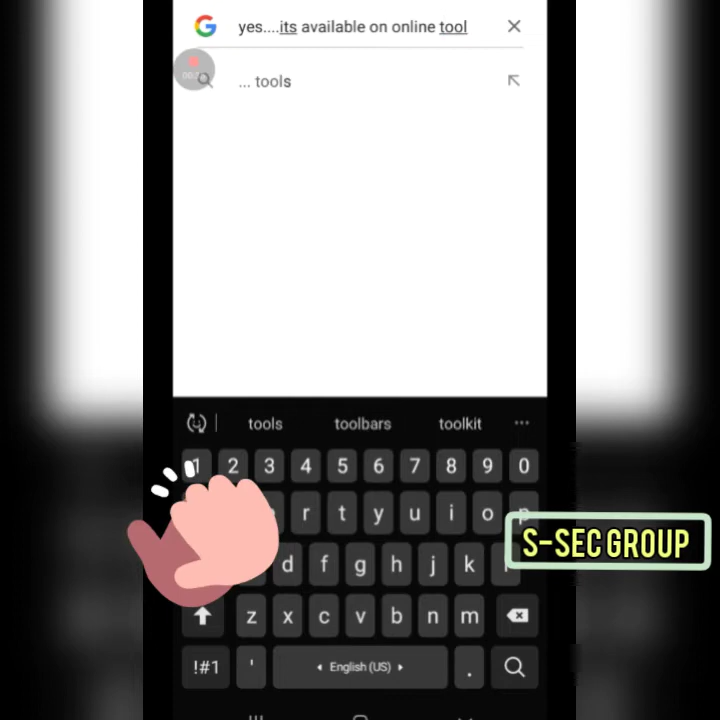 yes....its available on online tool
... tools
tools toolbars toolkit ...
1 2 3 4 5 6 7 8 9 0
r t y u i o p
d f g h j k l
S-SEC GROUP
z x c v b n m
!#1 ' English (US) .